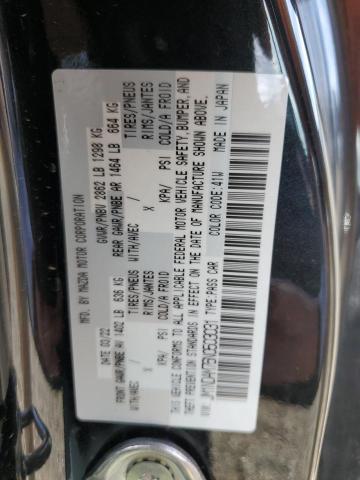 MFD BY MAZDA MOTOR CORPORATION
DATE 03/22 GVWR/PNBV 2862 LB 1298 KG
FRONT GAWR/PNBE AV 1402 LB 636 KG REAR GAWR/PNBE AR 1464 LB 664 KG
WITH/AVEC / TIRES/PNEUS WITH/AVEC / TIRES/PNEUS
X RIMS/JANTES X RIMS/JANTES
KPA/ PSI COLD/A FROID KPA/ PSI COLD/A FROID
THIS VEHICLE CONFORMS TO ALL APPLICABLE FEDERAL MOTOR VEHICLE SAFETY, BUMPER, AND
THEFT PREVENTION STANDARDS IN EFFECT ON THE DATE OF MANUFACTURE SHOWN ABOVE.
TYPE:PASS CAR COLOR CODE:41W MADE IN JAPAN